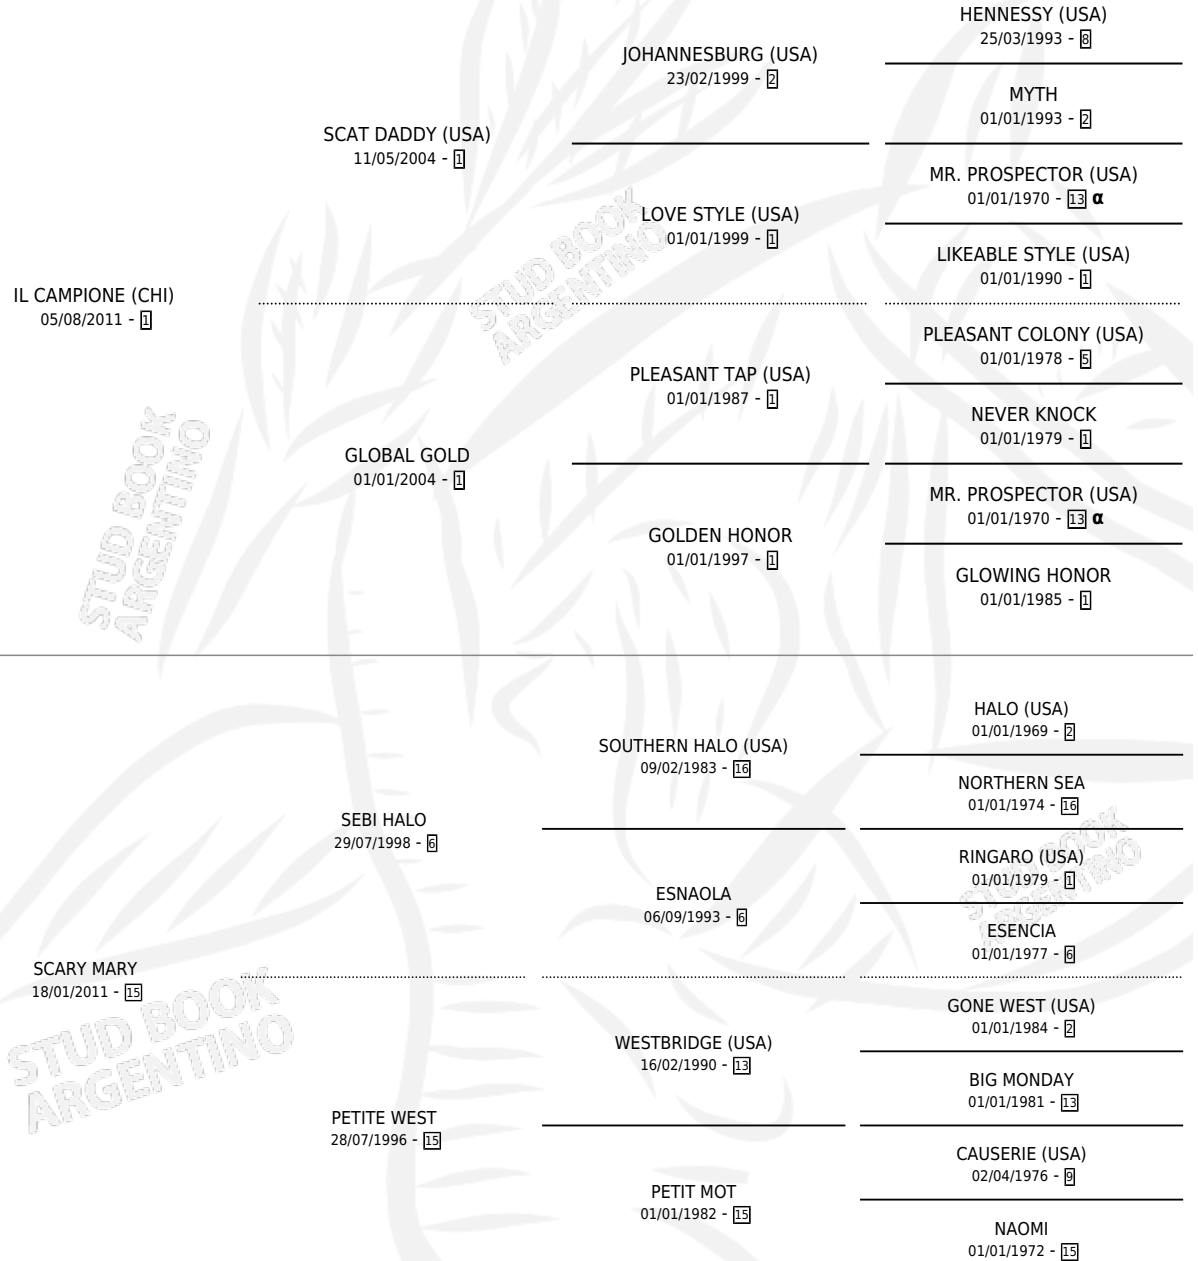 HENNESSY (USA)
25/03/1993 - 8
JOHANNESBURG (USA)
23/02/1999 - 2
MYTH
01/01/1993 - 2
SCAT DADDY (USA)
11/05/2004 - 1
MR. PROSPECTOR (USA)
01/01/1970 - 13 α
LOVE STYLE (USA)
01/01/1999 - 1
LIKEABLE STYLE (USA)
01/01/1990 - 1
IL CAMPIONE (CHI)
05/08/2011 - 1
PLEASANT COLONY (USA)
01/01/1978 - 5
PLEASANT TAP (USA)
01/01/1987 - 1
NEVER KNOCK
01/01/1979 - 1
GLOBAL GOLD
01/01/2004 - 1
MR. PROSPECTOR (USA)
01/01/1970 - 13 α
GOLDEN HONOR
01/01/1997 - 1
GLOWING HONOR
01/01/1985 - 1
HALO (USA)
01/01/1969 - 2
SOUTHERN HALO (USA)
09/02/1983 - 16
NORTHERN SEA
01/01/1974 - 16
SEBI HALO
29/07/1998 - 6
RINGARO (USA)
01/01/1979 - 1
ESNAOLA
06/09/1993 - 6
ESENCIA
01/01/1977 - 6
SCARY MARY
18/01/2011 - 15
GONE WEST (USA)
01/01/1984 - 2
WESTBRIDGE (USA)
16/02/1990 - 13
BIG MONDAY
01/01/1981 - 13
PETITE WEST
28/07/1996 - 15
CAUSERIE (USA)
02/04/1976 - 9
PETIT MOT
01/01/1982 - 15
NAOMI
01/01/1972 - 15
STUD BOOK
ARGENTINO
STUD BOOK
ARGENTINO
STUD BOOK
ARGENTINO
STUD BOOK
ARGENTINO